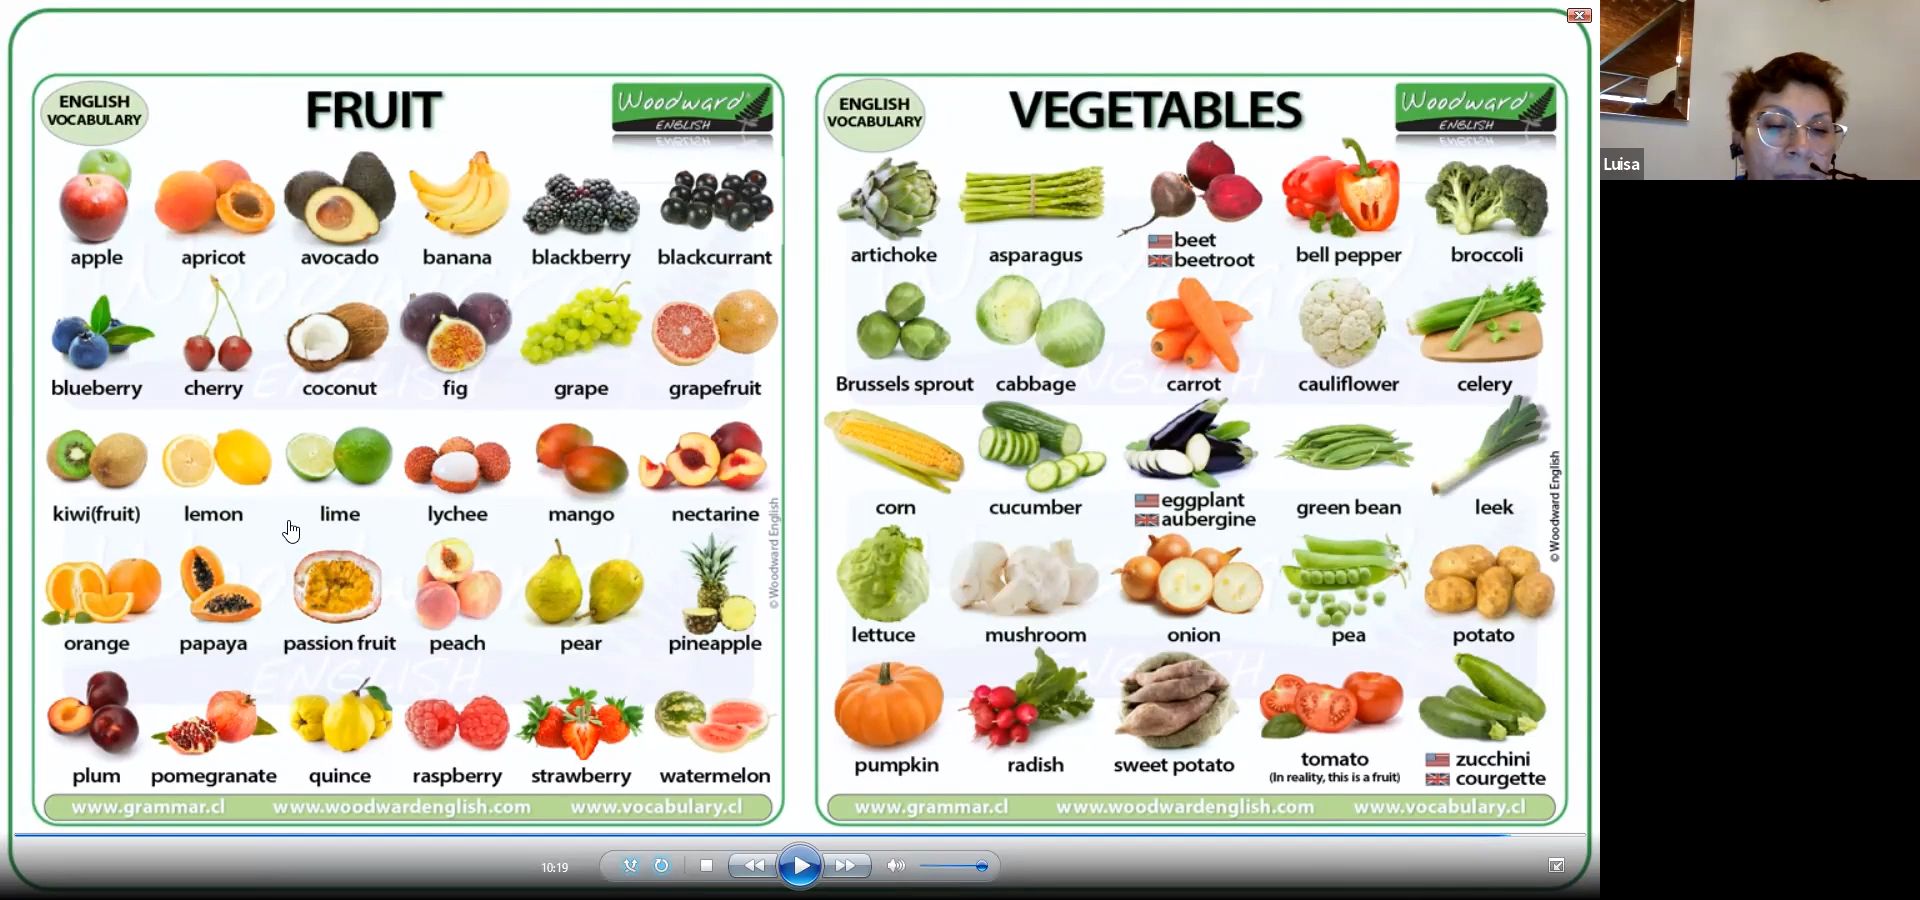 ENGLISH
VOCABULARY
FRUIT
Woodward®
ENGLISH
apple apricot avocado banana blackberry blackcurrant
blueberry cherry coconut fig grape grapefruit
kiwi(fruit) lemon lime lychee mango nectarine
orange papaya passion fruit peach pear pineapple
plum pomegranate quince raspberry strawberry watermelon
© Woodward English
www.grammar.cl www.woodwardenglish.com www.vocabulary.cl
ENGLISH
VOCABULARY
VEGETABLES
Woodward®
ENGLISH
artichoke asparagus beet bell pepper broccoli
beetroot
Brussels sprout cabbage carrot cauliflower celery
corn cucumber eggplant green bean leek
aubergine
lettuce mushroom onion pea potato
pumpkin radish sweet potato tomato zucchini
(In reality, this is a fruit) courgette
© Woodward English
www.grammar.cl www.woodwardenglish.com www.vocabulary.cl
10:19
Luisa